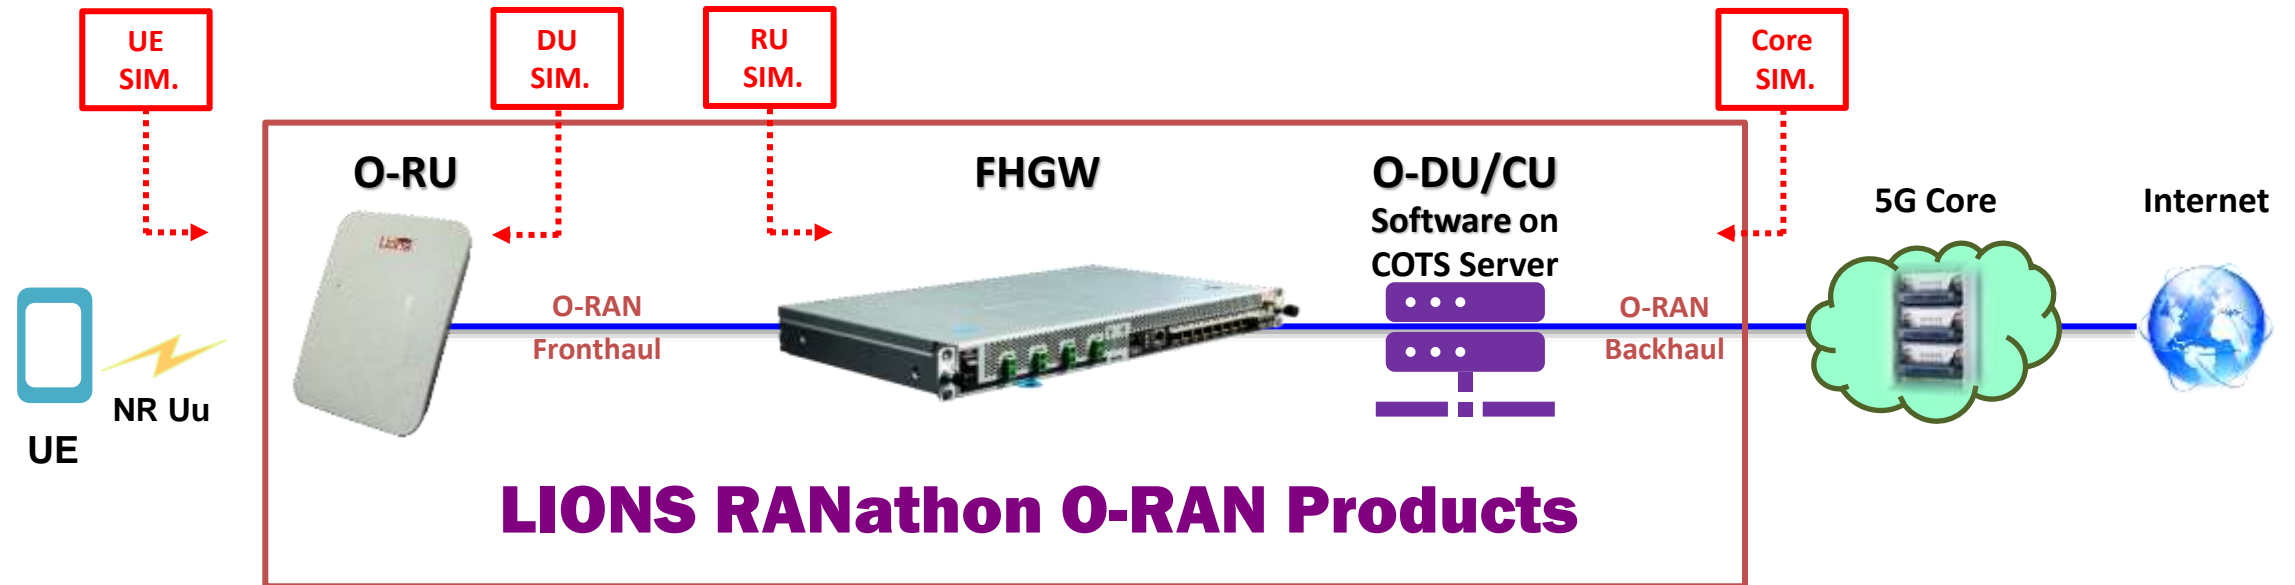 UE
SIM.
DU
SIM.
RU
SIM.
Core
SIM.
O-RU
FHGW
O-DU/CU
Software on
COTS Server
5G Core
Internet
LIONS
O-RAN
Fronthaul
O-RAN
Backhaul
NR Uu
UE
LIONS RANathon O-RAN Products